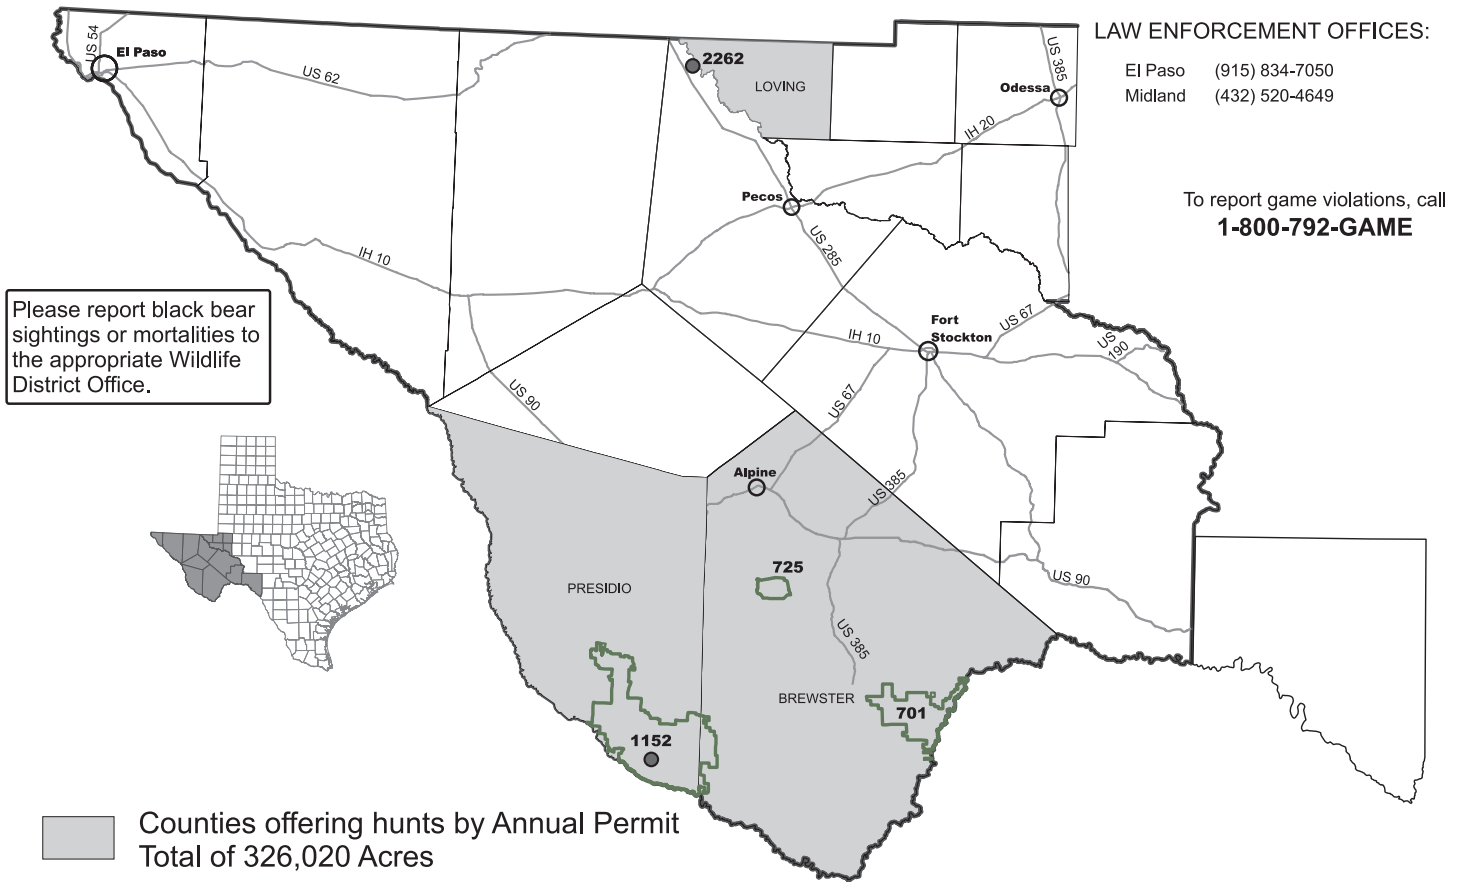 LAW ENFORCEMENT OFFICES:
El Paso (915) 834-7050
Midland (432) 520-4649
To report game violations, call
1-800-792-GAME
US 54
El Paso
US 62
2262
LOVING
US 385
Odessa
IH 20
Pecos
US 285
IH 10
Please report black bear
sightings or mortalities to
the appropriate Wildlife
District Office.
IH 10
Fort
Stockton
US 67
US
190
US 90
US 67
Alpine
US 385
725
US 90
PRESIDIO
US 385
BREWSTER
701
1152
Counties offering hunts by Annual Permit
Total of 326,020 Acres